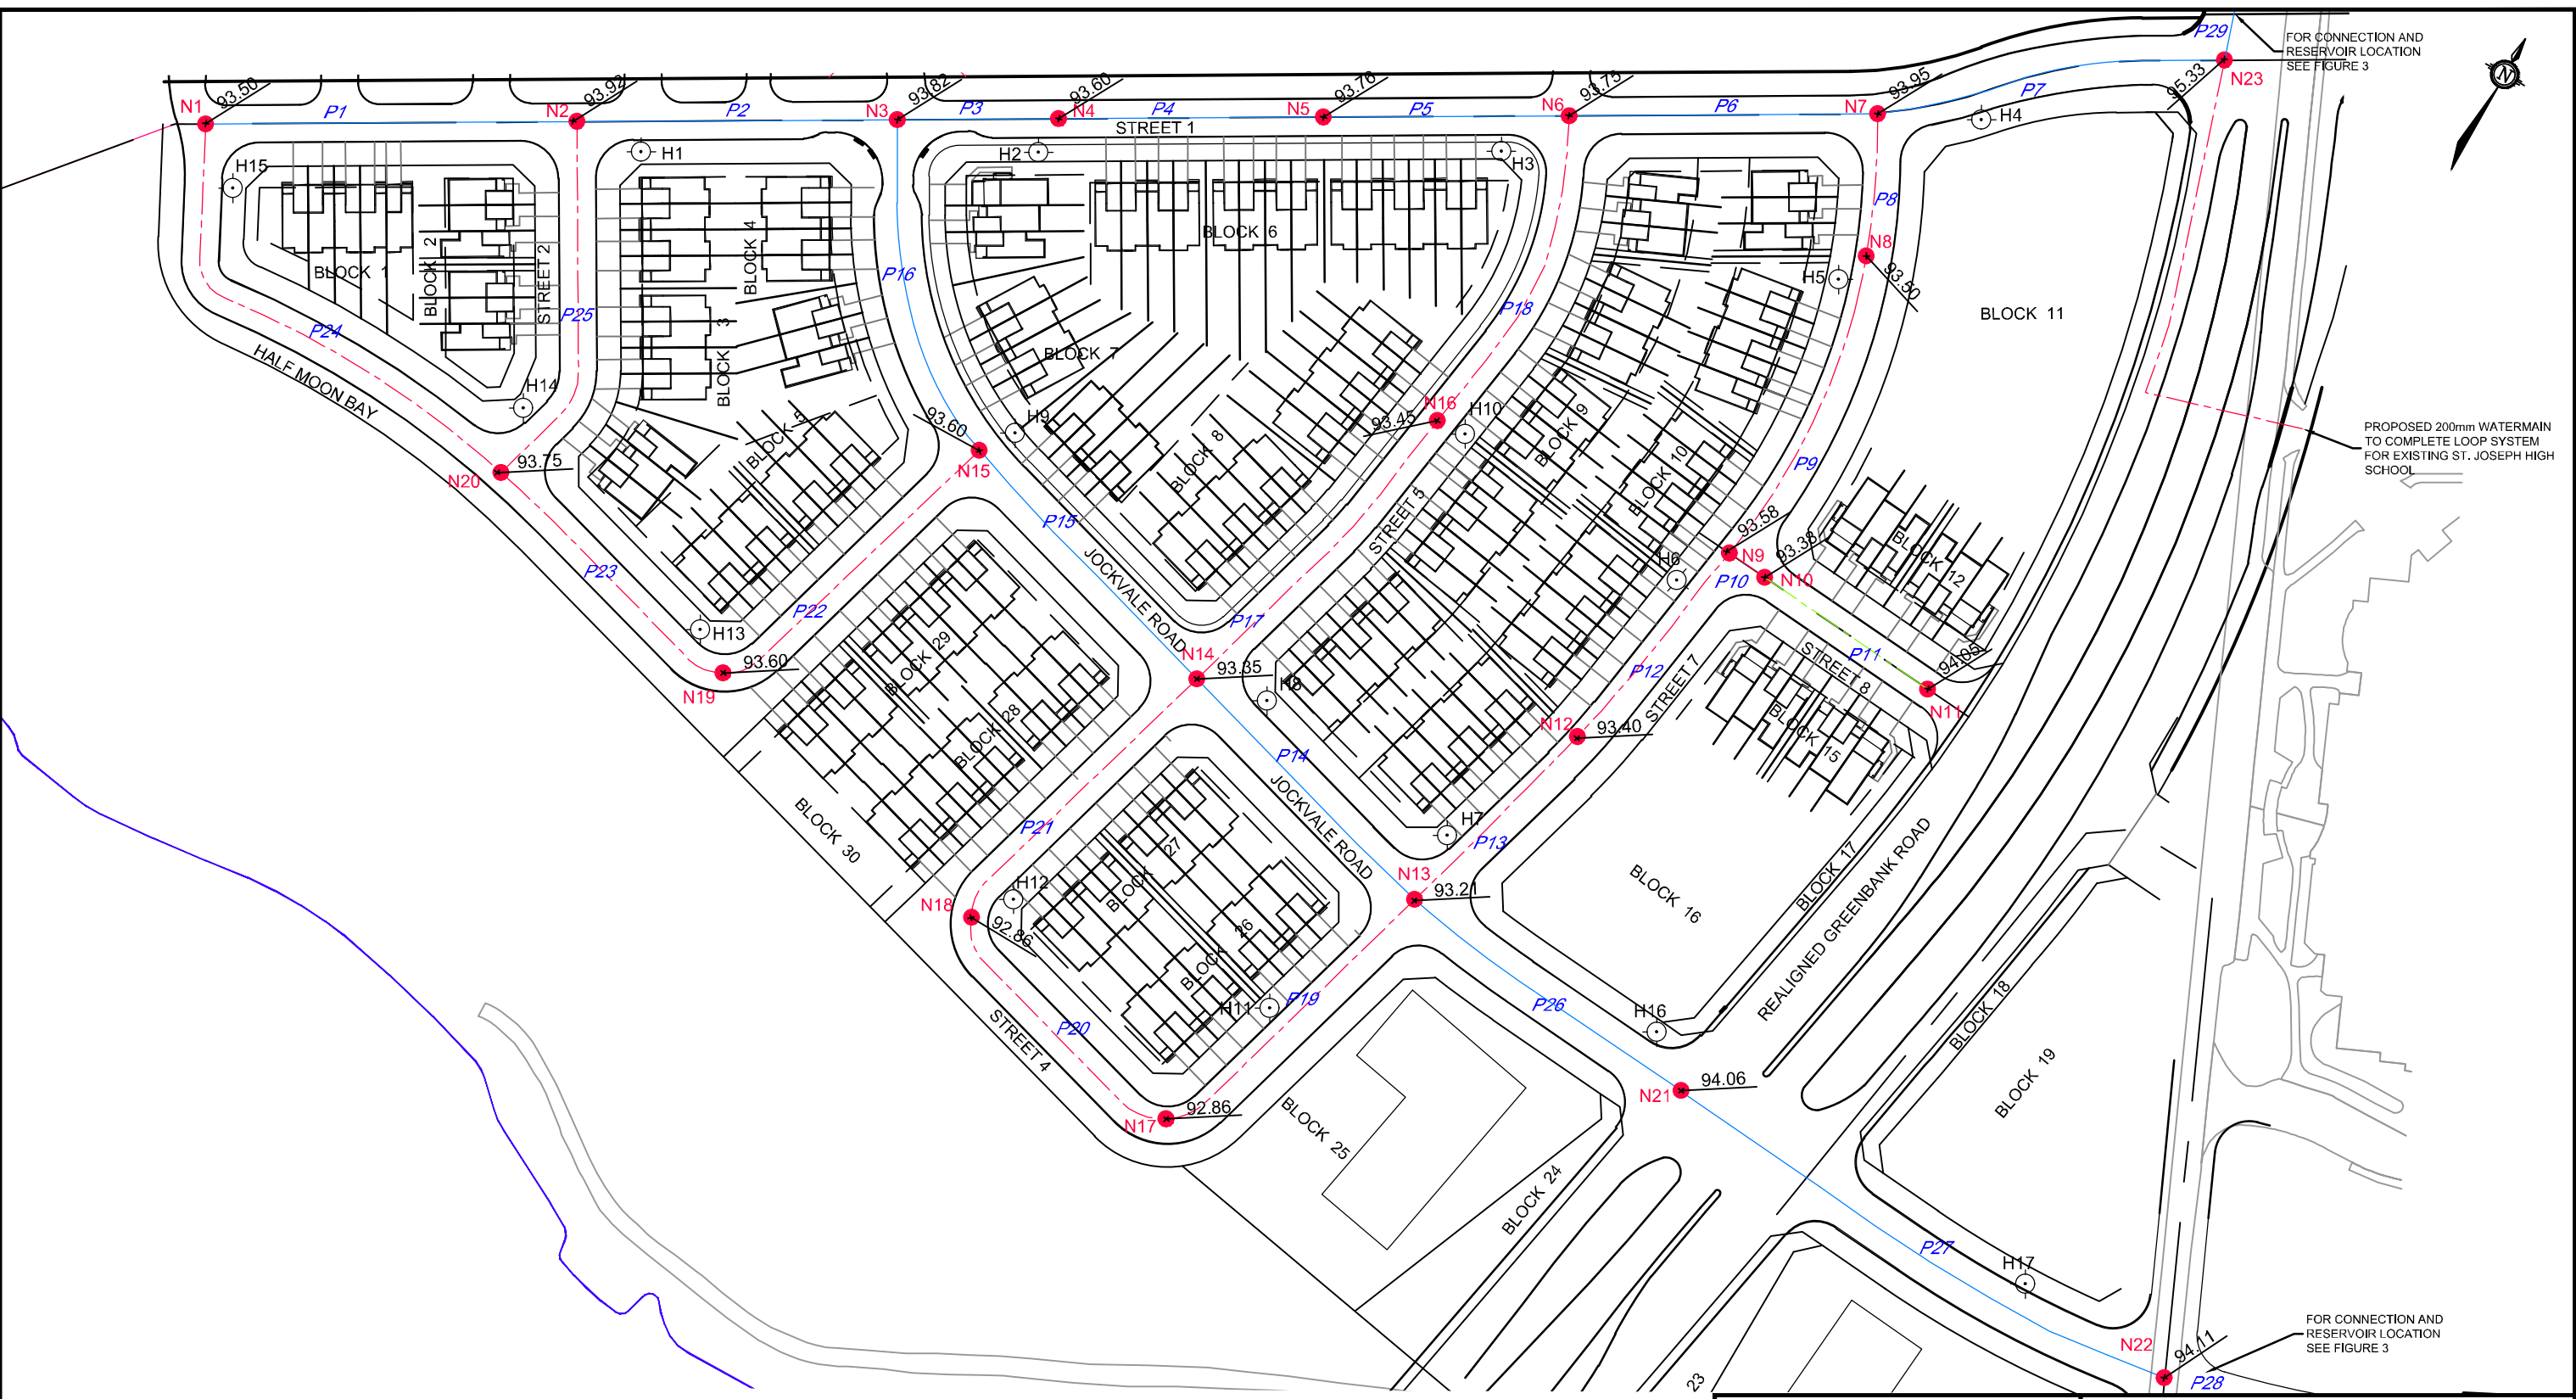 P29
FOR CONNECTION AND
RESERVOIR LOCATION
SEE FIGURE 3
N
N1
93.50
P1
N2
93.92
P2
N3
93.82
P3
N4
93.60
P4
N5
93.76
P5
N6
93.75
P6
N7
93.95
P7
95.33
N23
STREET 1
H15
H1
H2
H3
H4
P8
N8
93.50
H5
BLOCK 1
BLOCK 2
STREET 2
P25
BLOCK 4
BLOCK 3
P16
BLOCK 6
BLOCK 7
P18
BLOCK 11
P24
HALF MOON BAY
H14
BLOCK 5
93.60
N15
H9
BLOCK 8
N16
93.45
H10
BLOCK 9
BLOCK 10
P9
PROPOSED 200mm WATERMAIN
TO COMPLETE LOOP SYSTEM
FOR EXISTING ST. JOSEPH HIGH
SCHOOL
N20
93.75
P23
P15
JOCKVALE ROAD
STREET 5
93.58
N9
93.38
N10
P10
H6
BLOCK 12
P22
H13
N19
93.60
BLOCK 29
BLOCK 28
P17
N14
93.35
H8
P12
STREET 7
P11
STREET 8
94.05
N11
BLOCK 15
N12
93.40
P14
JOCKVALE ROAD
BLOCK 30
P21
BLOCK 27
BLOCK 26
H7
P13
N13
93.21
BLOCK 16
BLOCK 17
REALIGNED GREENBANK ROAD
H12
N18
92.86
H11
P19
P20
STREET 4
P26
H16
BLOCK 18
BLOCK 19
N21
94.06
N17
92.86
BLOCK 25
BLOCK 24
P27
H17
FOR CONNECTION AND
RESERVOIR LOCATION
SEE FIGURE 3
N22
94.11
P28
23